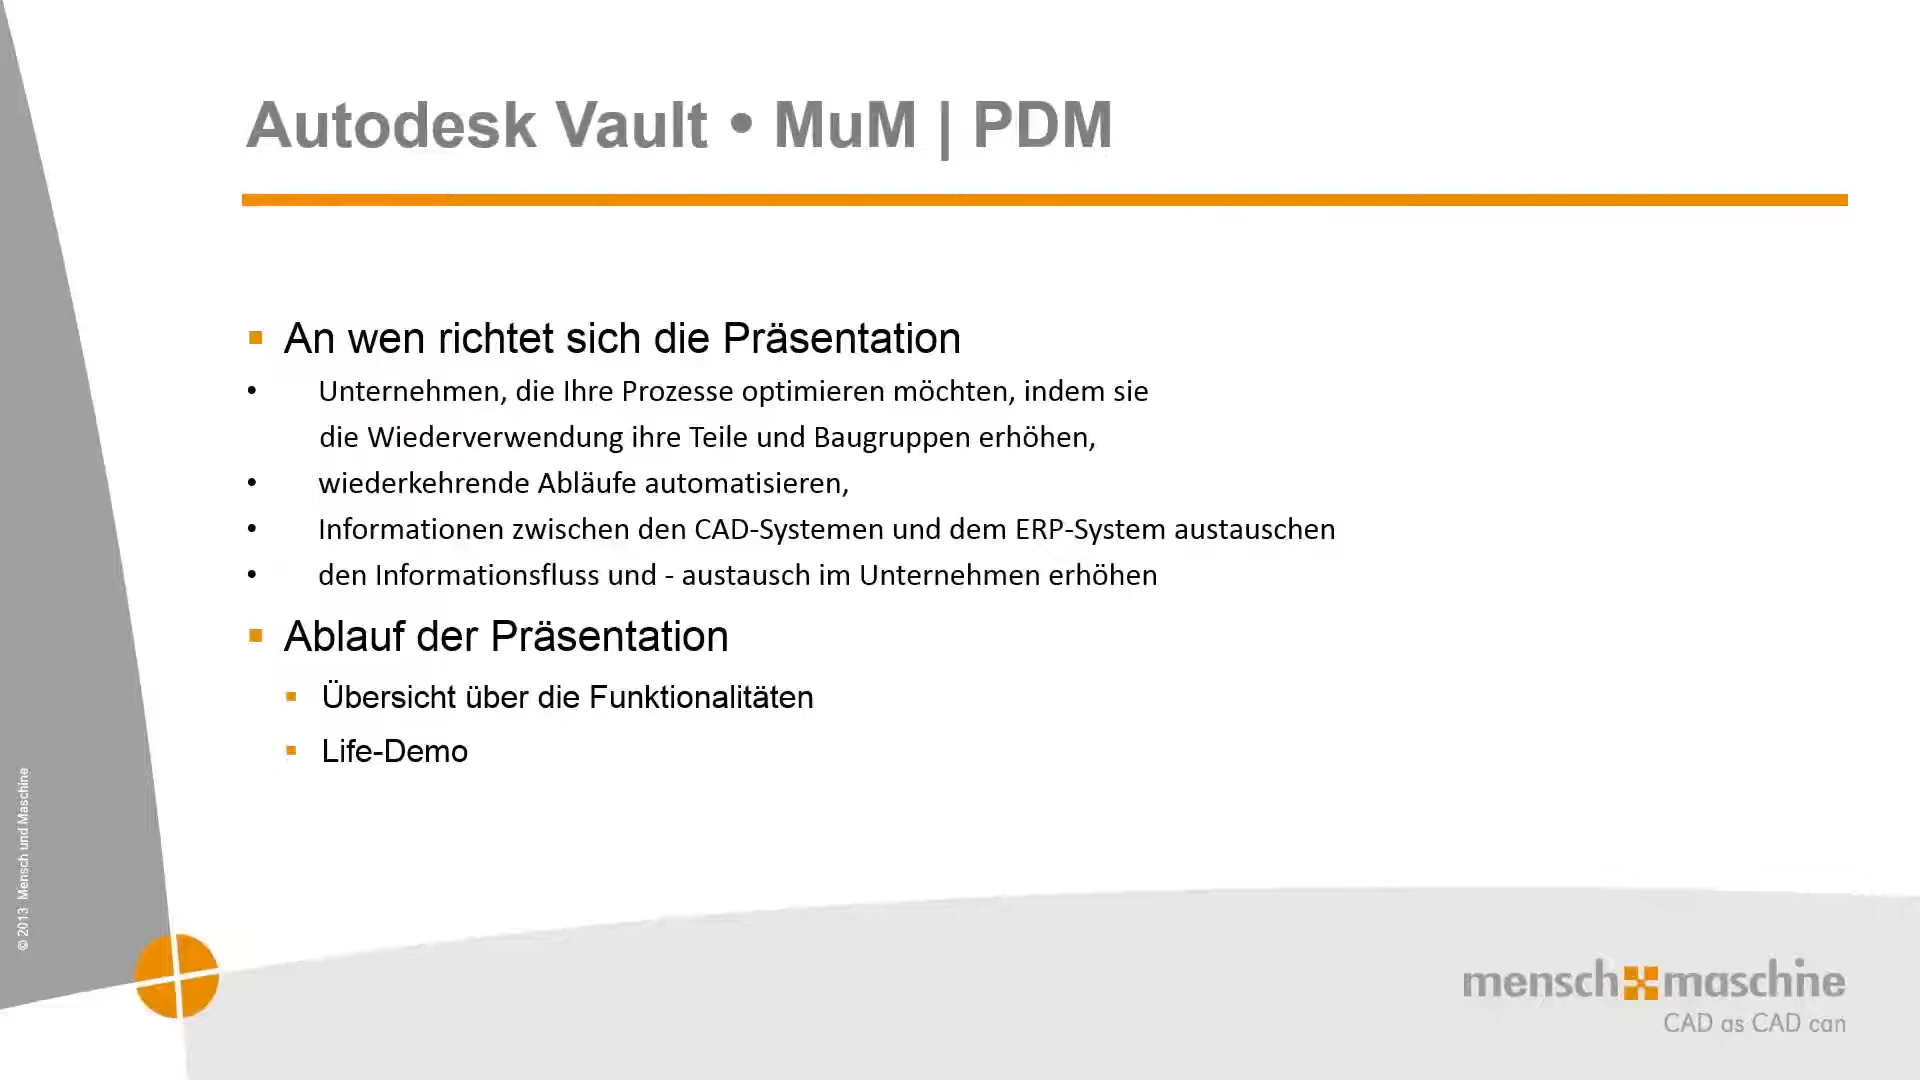 Autodesk Vault • MuM | PDM
▪ An wen richtet sich die Präsentation
• Unternehmen, die Ihre Prozesse optimieren möchten, indem sie
die Wiederverwendung ihre Teile und Baugruppen erhöhen,
• wiederkehrende Abläufe automatisieren,
• Informationen zwischen den CAD-Systemen und dem ERP-System austauschen
• den Informationsfluss und - austausch im Unternehmen erhöhen
▪ Ablauf der Präsentation
▪ Übersicht über die Funktionalitäten
▪ Life-Demo
© 2013 Mensch und Maschine
mensch maschine
CAD as CAD can